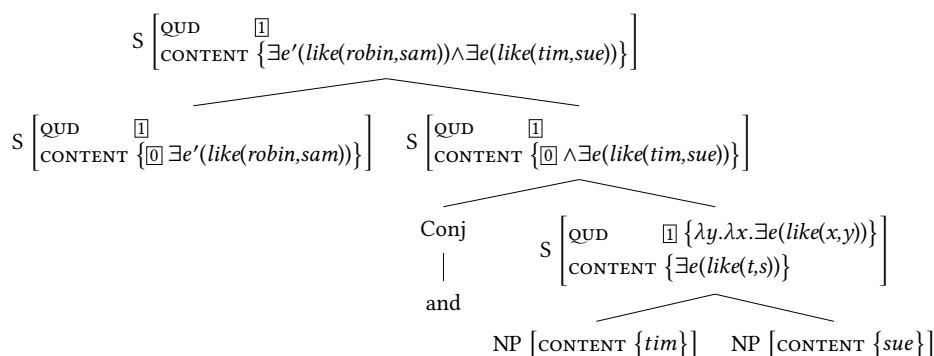 S [QUD 1
CONTENT {∃e′(like(robin,sam))∧∃e(like(tim,sue))}]
S [QUD 1
CONTENT {0 ∃e′(like(robin,sam))}]
S [QUD 1
CONTENT {0 ∧∃e(like(tim,sue))}]
Conj
S [QUD 1 {λy.λx.∃e(like(x,y))}
CONTENT {∃e(like(t,s))}]
and
NP [CONTENT {tim}] NP [CONTENT {sue}]